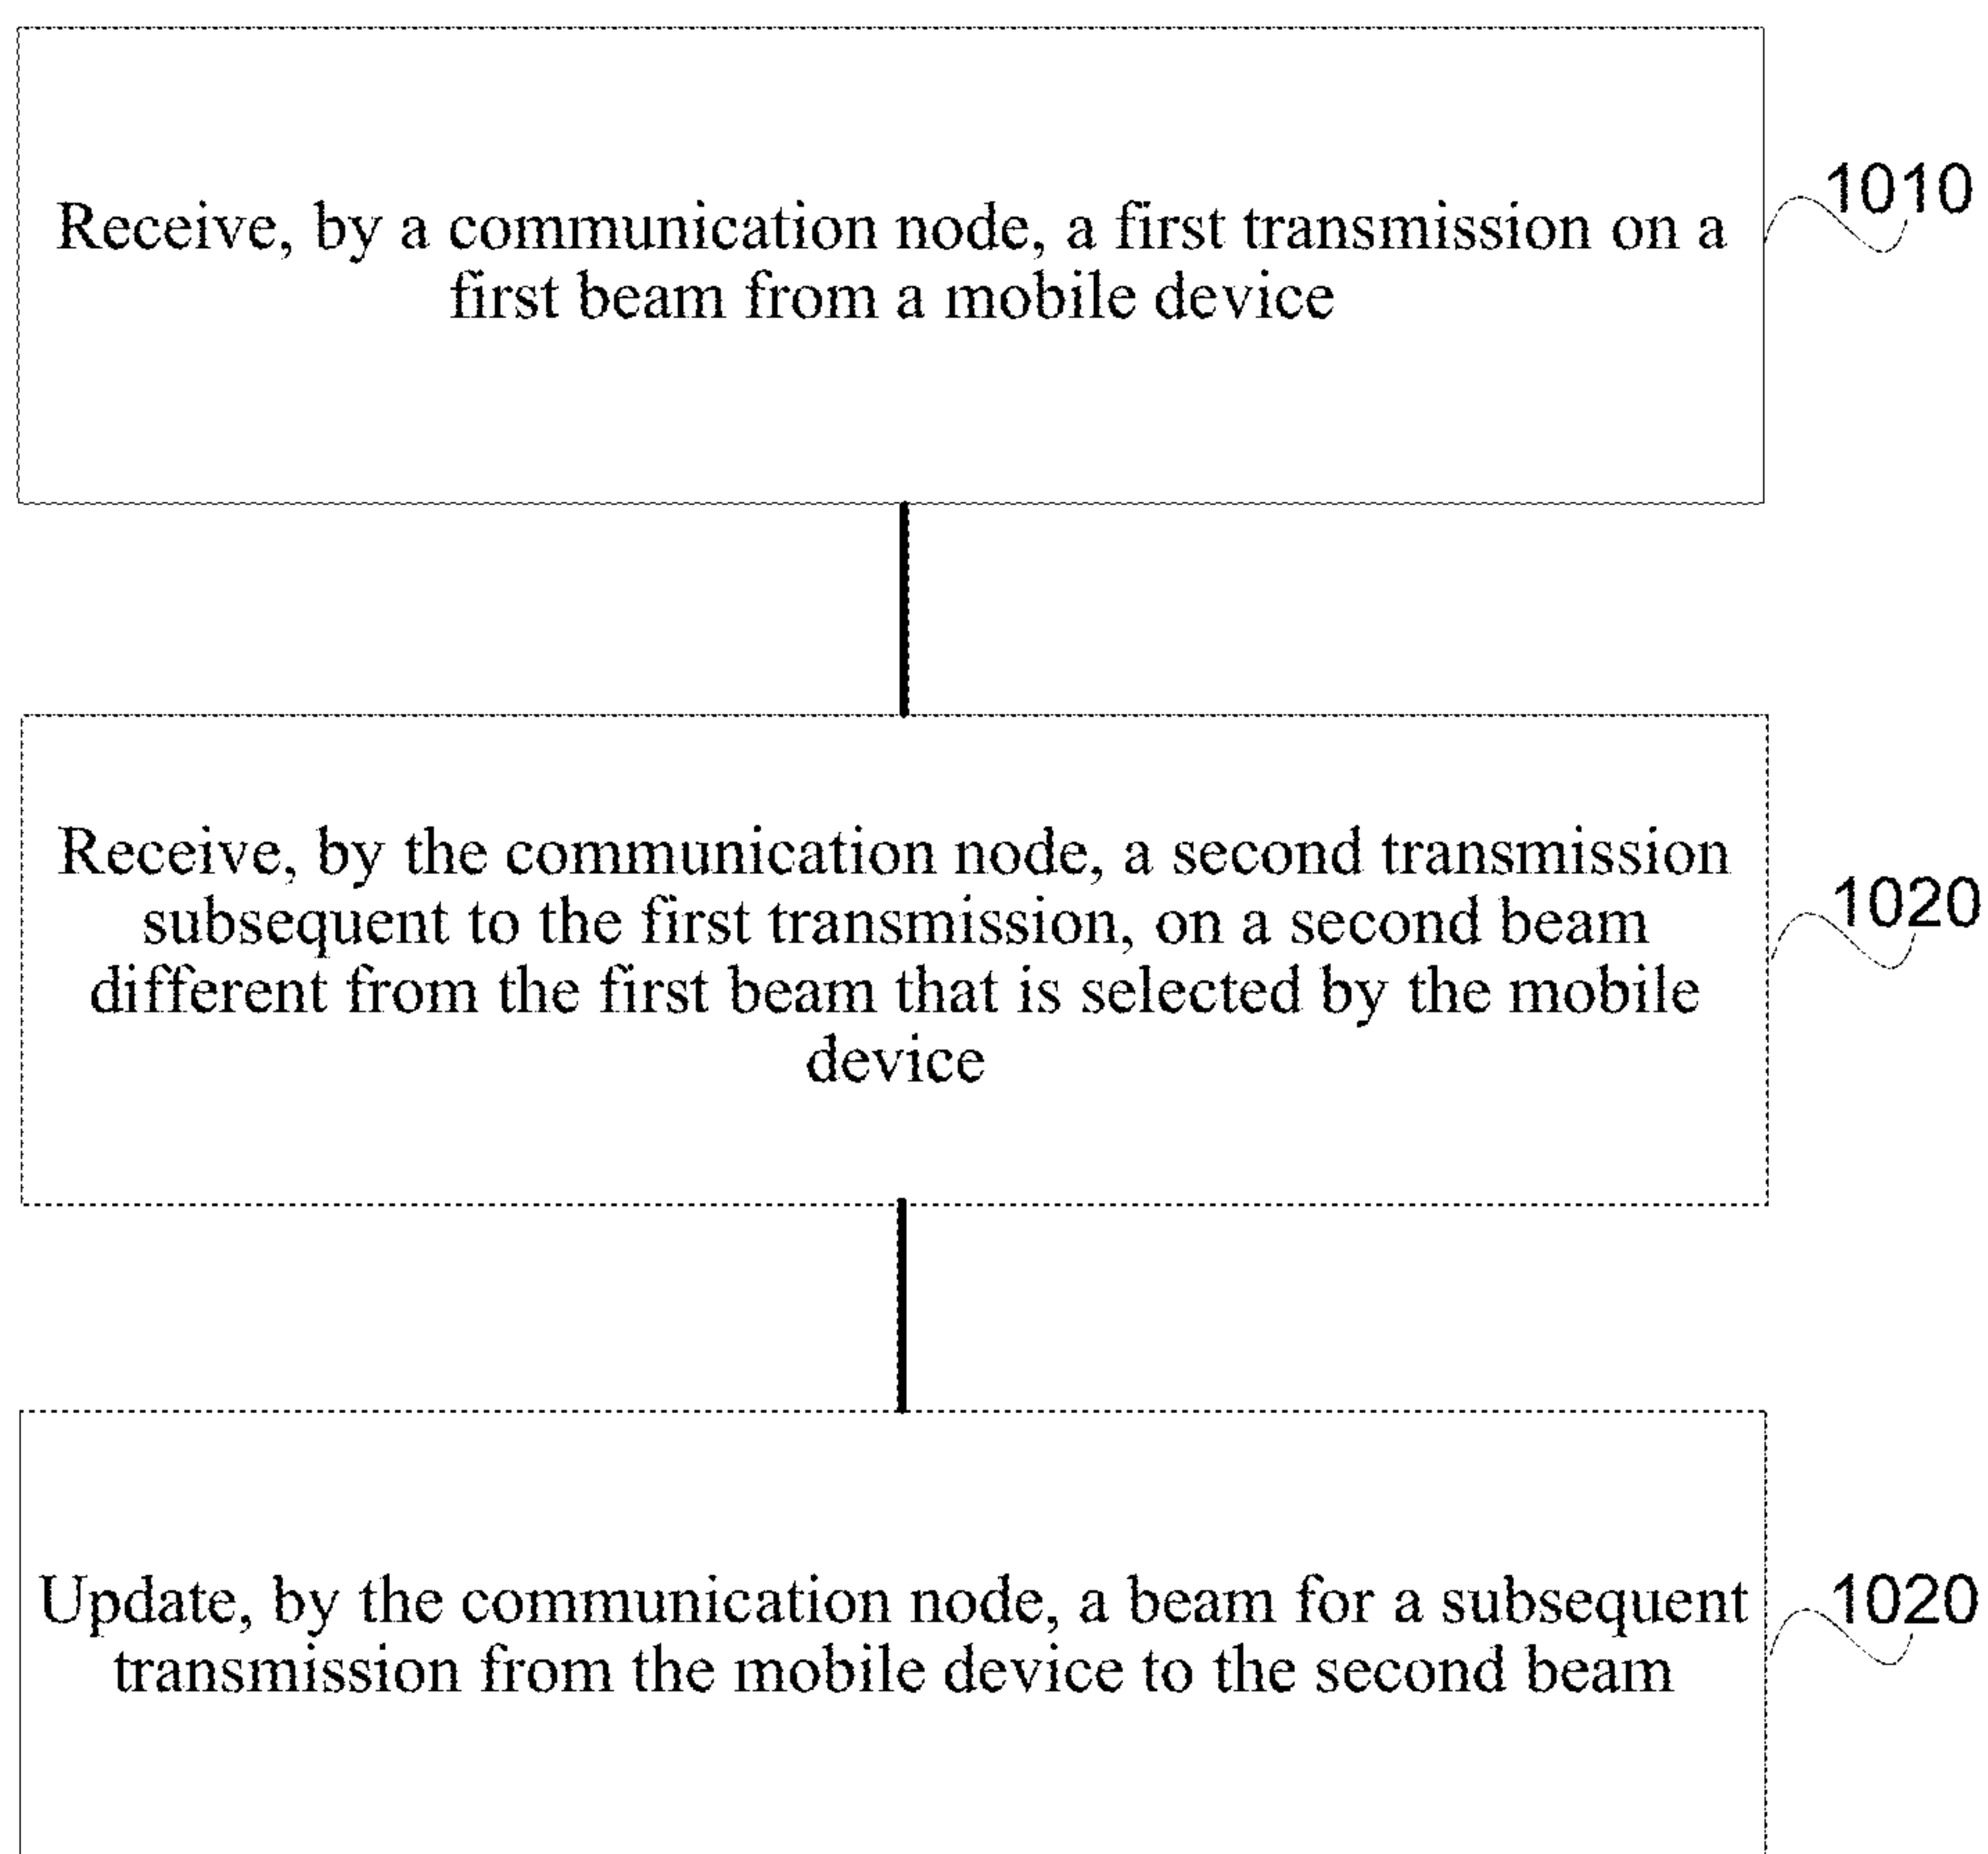 Receive, by a communication node, a first transmission on a
first beam from a mobile device
1010
Receive, by the communication node, a second transmission
subsequent to the first transmission, on a second beam
different from the first beam that is selected by the mobile
device
1020
Update, by the communication node, a beam for a subsequent
transmission from the mobile device to the second beam
1020